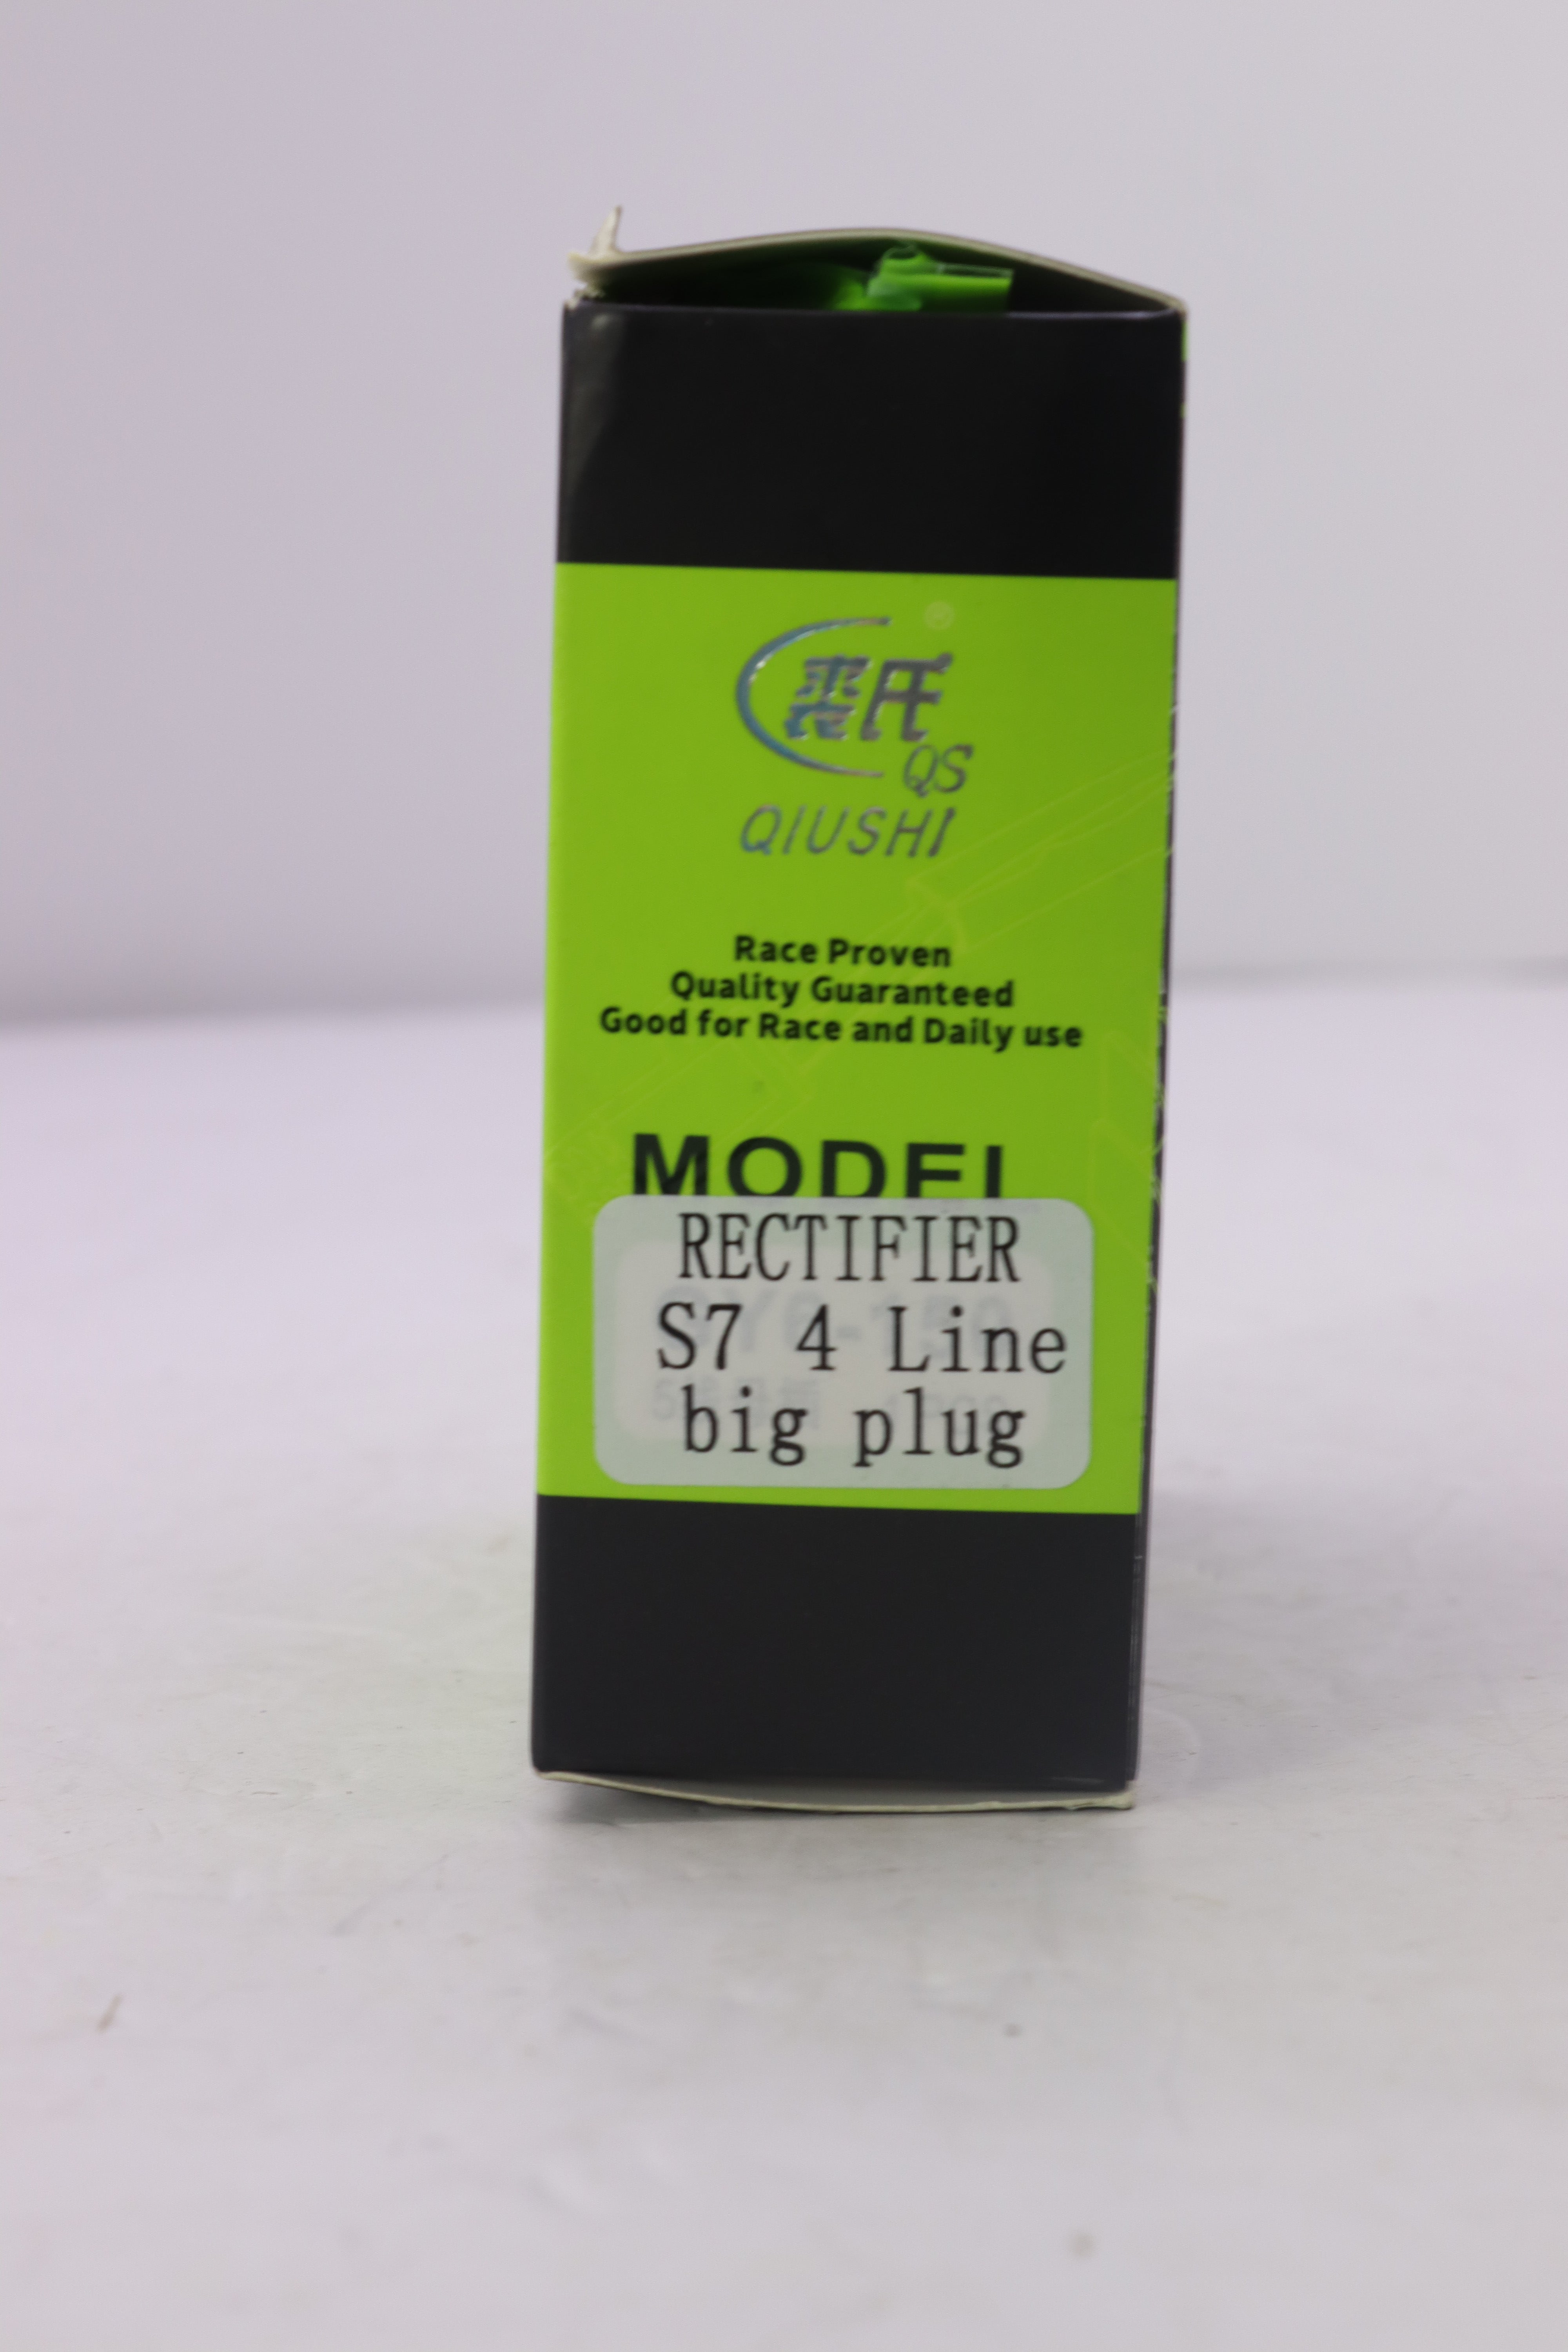 裘氏
QS
QIUSHI
Race Proven
Quality Guaranteed
Good for Race and Daily use
MODEL
RECTIFIER
S7 4 Line
big plug